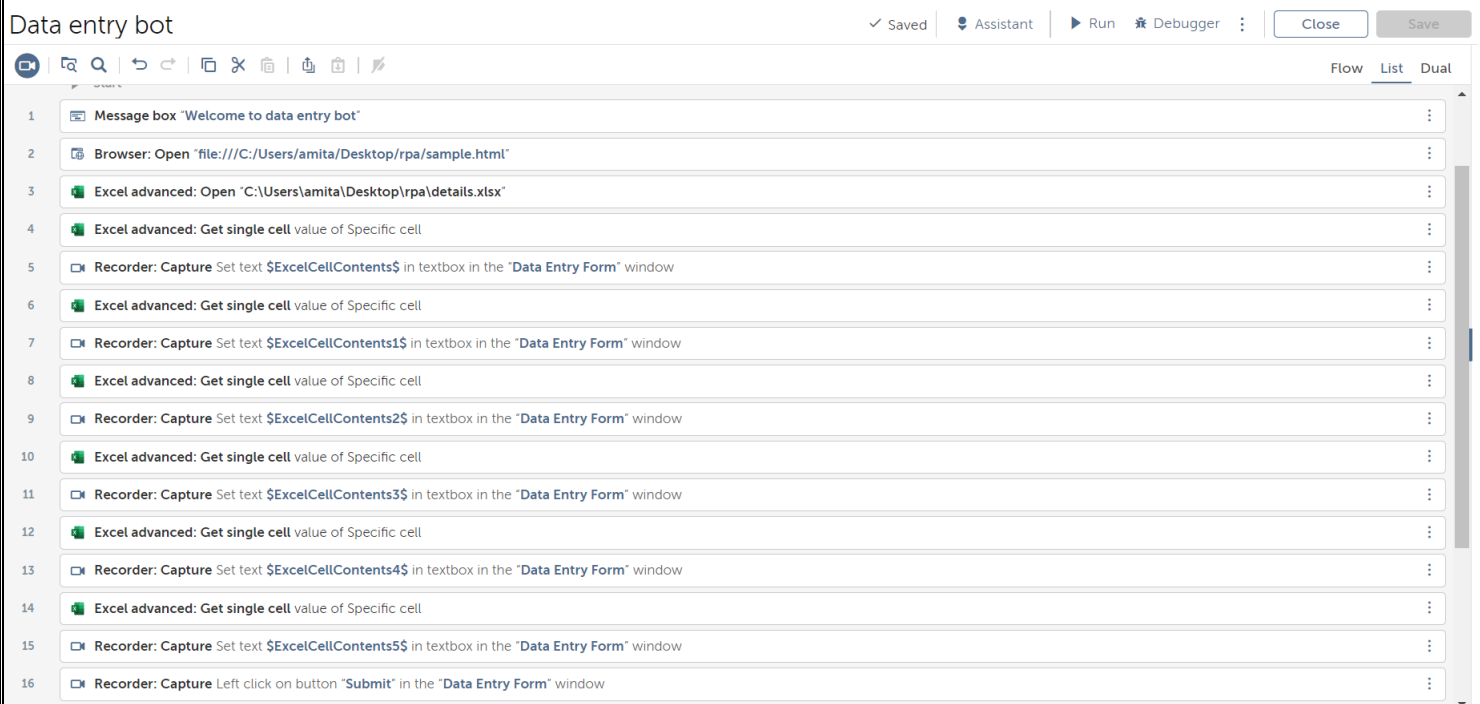 Data entry bot
Saved
Assistant
Run
Debugger
Close
Save
Flow
List
Dual
Start
1 Message box “Welcome to data entry bot”
2 Browser: Open “file:///C:/Users/amita/Desktop/rpa/sample.html”
3 Excel advanced: Open “C:\Users\amita\Desktop\rpa\details.xlsx”
4 Excel advanced: Get single cell value of Specific cell
5 Recorder: Capture Set text $ExcelCellContents$ in textbox in the “Data Entry Form” window
6 Excel advanced: Get single cell value of Specific cell
7 Recorder: Capture Set text $ExcelCellContents1$ in textbox in the “Data Entry Form” window
8 Excel advanced: Get single cell value of Specific cell
9 Recorder: Capture Set text $ExcelCellContents2$ in textbox in the “Data Entry Form” window
10 Excel advanced: Get single cell value of Specific cell
11 Recorder: Capture Set text $ExcelCellContents3$ in textbox in the “Data Entry Form” window
12 Excel advanced: Get single cell value of Specific cell
13 Recorder: Capture Set text $ExcelCellContents4$ in textbox in the “Data Entry Form” window
14 Excel advanced: Get single cell value of Specific cell
15 Recorder: Capture Set text $ExcelCellContents5$ in textbox in the “Data Entry Form” window
16 Recorder: Capture Left click on button “Submit” in the “Data Entry Form” window